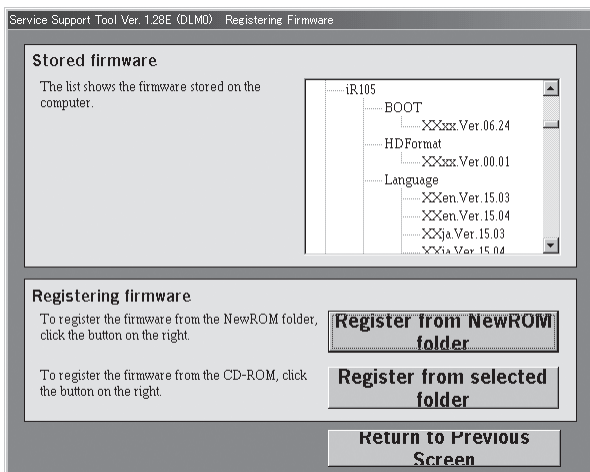 Service Support Tool Ver. 1.28E (DLM0) Registering Firmware
Stored firmware
The list shows the firmware stored on the
computer.
iR105
BOOT
XXxx.Ver.06.24
HDFormat
XXxx.Ver.00.01
Language
XXen.Ver.15.03
XXen.Ver.15.04
XXja.Ver.15.03
XXja.Ver.15.04
Registering firmware
To register the firmware from the NewROM folder,
click the button on the right.
Register from NewROM
folder
To register the firmware from the CD-ROM, click
the button on the right.
Register from selected
folder
Return to Previous
Screen